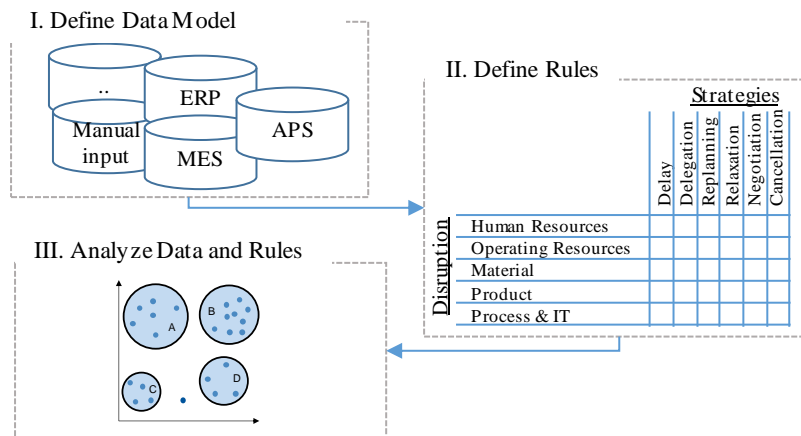 I. Define Data Model
..
ERP
APS
Manual
input
MES
II. Define Rules
Strategies
Delay
Delegation
Replanning
Relaxation
Negotiation
Cancellation
Disruption
Human Resources
Operating Resources
Material
Product
Process & IT
III. Analyze Data and Rules
A
B
C
D